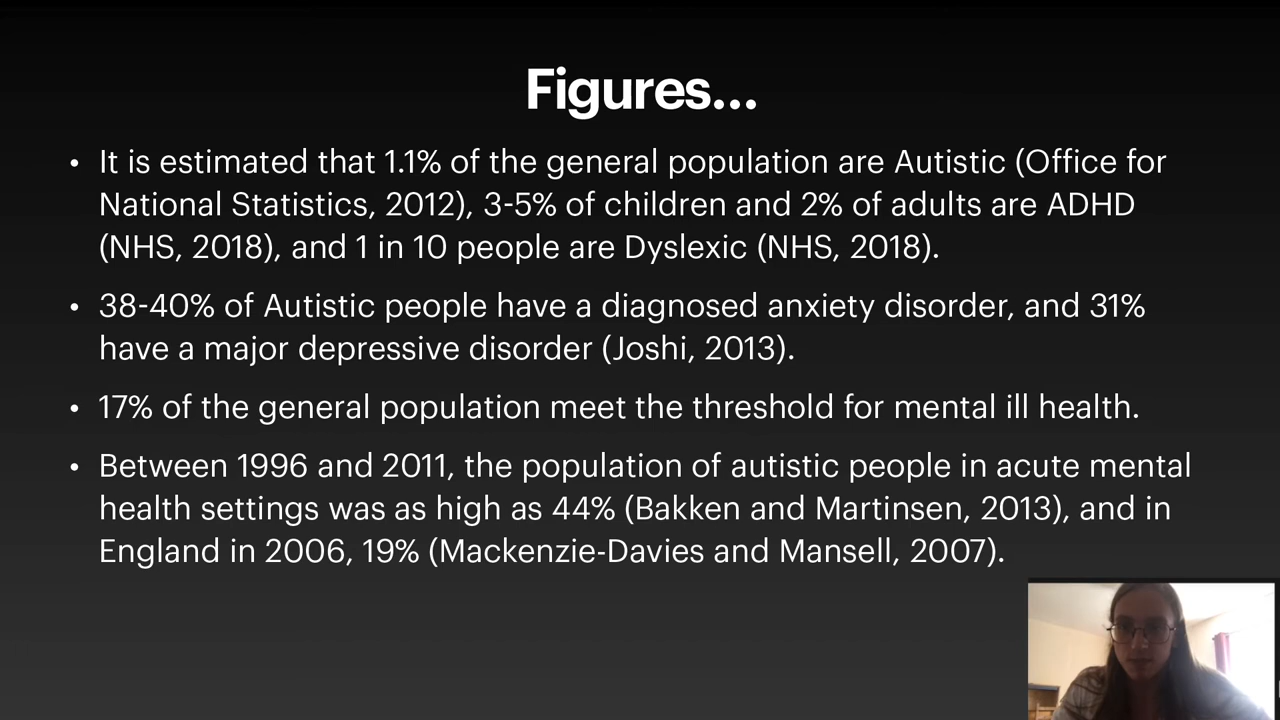 Figures...
• It is estimated that 1.1% of the general population are Autistic (Office for
National Statistics, 2012), 3-5% of children and 2% of adults are ADHD
(NHS, 2018), and 1 in 10 people are Dyslexic (NHS, 2018).
• 38-40% of Autistic people have a diagnosed anxiety disorder, and 31%
have a major depressive disorder (Joshi, 2013).
• 17% of the general population meet the threshold for mental ill health.
• Between 1996 and 2011, the population of autistic people in acute mental
health settings was as high as 44% (Bakken and Martinsen, 2013), and in
England in 2006, 19% (Mackenzie-Davies and Mansell, 2007).